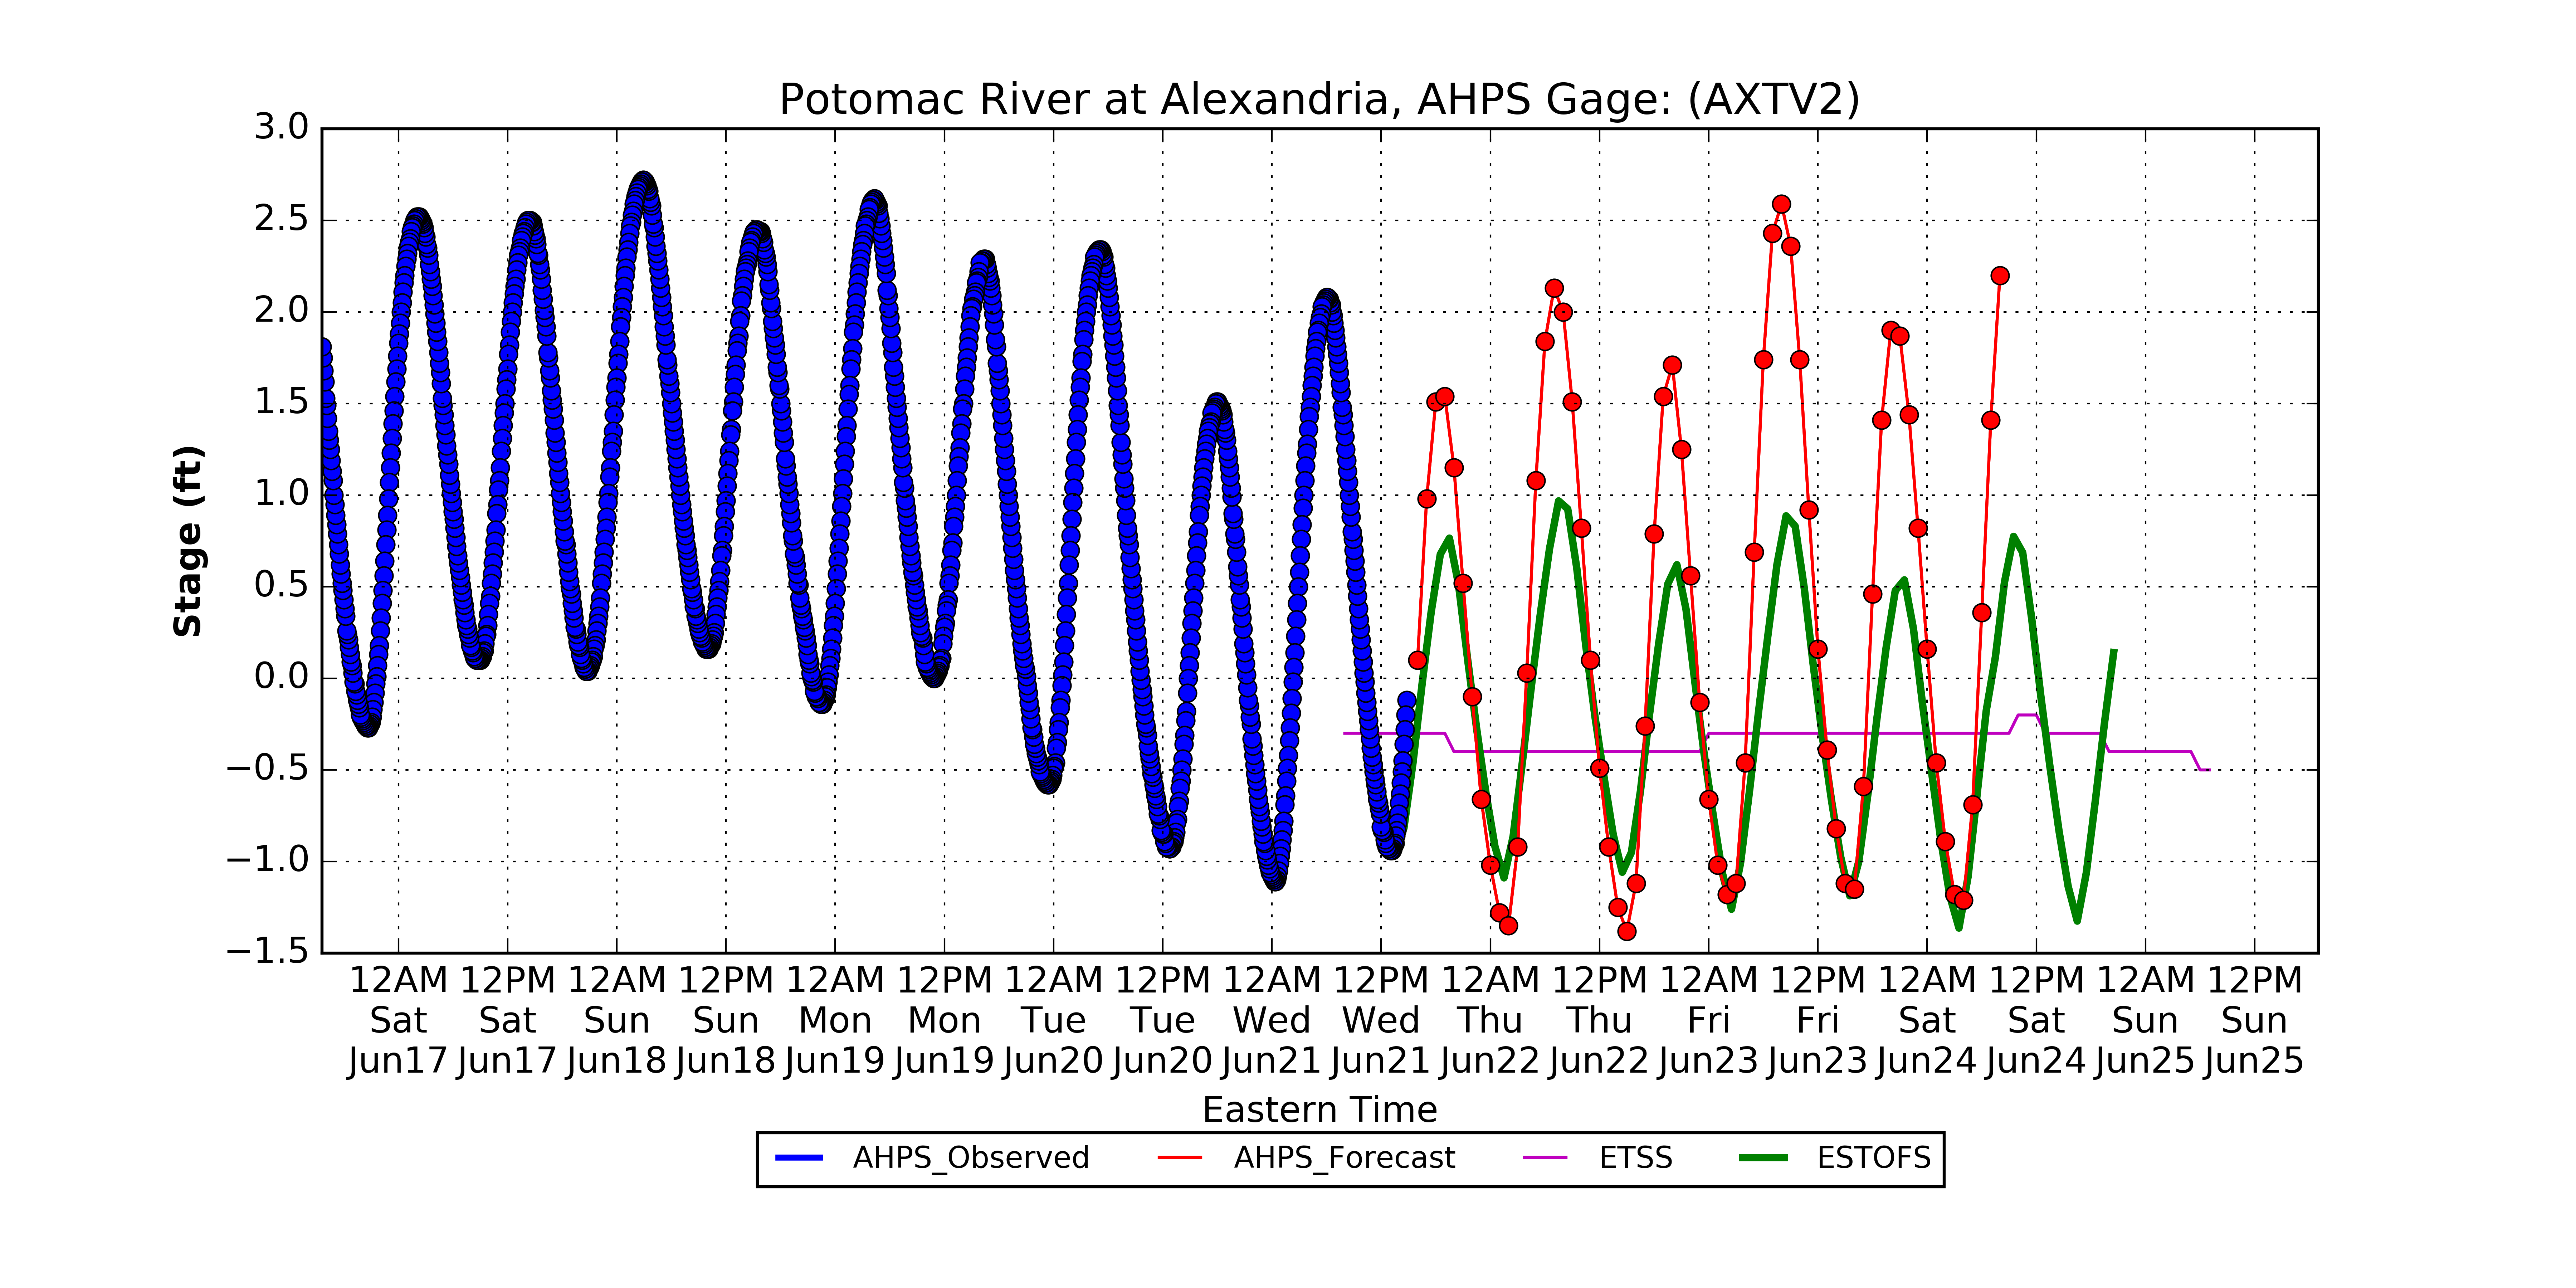 Potomac River at Alexandria, AHPS Gage: (AXTV2)
3.0
2.5
2.0
1.5
1.0
0.5
0.0
−0.5
−1.0
−1.5
Stage (ft)
12AM 12PM 12AM 12PM 12AM 12PM 12AM 12PM 12AM 12PM 12AM 12PM 12AM 12PM 12AM 12PM 12AM 12PM
Sat Sat Sun Sun Mon Mon Tue Tue Wed Wed Thu Thu Fri Fri Sat Sat Sun Sun
Jun17 Jun17 Jun18 Jun18 Jun19 Jun19 Jun20 Jun20 Jun21 Jun21 Jun22 Jun22 Jun23 Jun23 Jun24 Jun24 Jun25 Jun25
Eastern Time
AHPS_Observed AHPS_Forecast ETSS ESTOFS